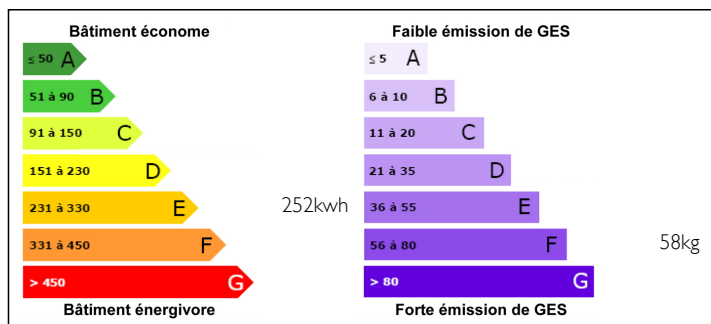 Bâtiment économe
≤ 50 A
51 à 90 B
91 à 150 C
151 à 230 D
231 à 330 E
252kwh
331 à 450 F
> 450 G
Bâtiment énergivore
Faible émission de GES
≤ 5 A
6 à 10 B
11 à 20 C
21 à 35 D
36 à 55 E
56 à 80 F
58kg
> 80 G
Forte émission de GES